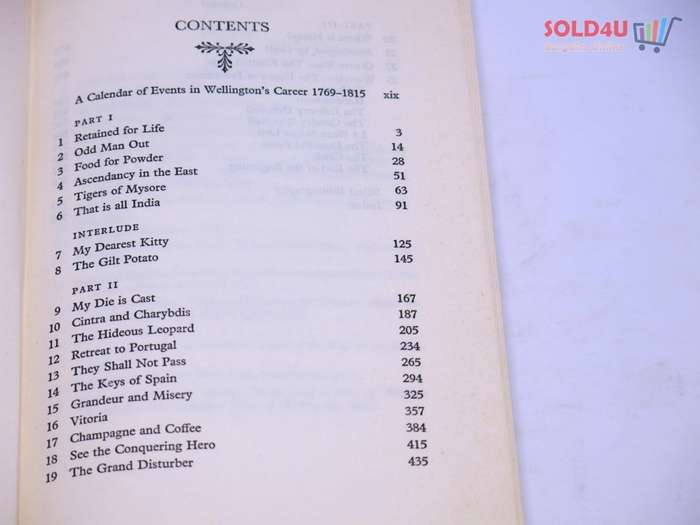 SOLD4U
CONTENTS
A Calendar of Events in Wellington's Career 1769–1815 xix
PART I
1 Retained for Life 3
2 Odd Man Out 14
3 Food for Powder 28
4 Ascendancy in the East 51
5 Tigers of Mysore 63
6 That is all India 91
INTERLUDE
7 My Dearest Kitty 125
8 The Gilt Potato 145
PART II
9 My Die is Cast 167
10 Cintra and Charybdis 187
11 The Hideous Leopard 205
12 Retreat to Portugal 234
13 They Shall Not Pass 265
14 The Keys of Spain 294
15 Grandeur and Misery 325
16 Vitoria 357
17 Champagne and Coffee 384
18 See the Conquering Hero 415
19 The Grand Disturber 435